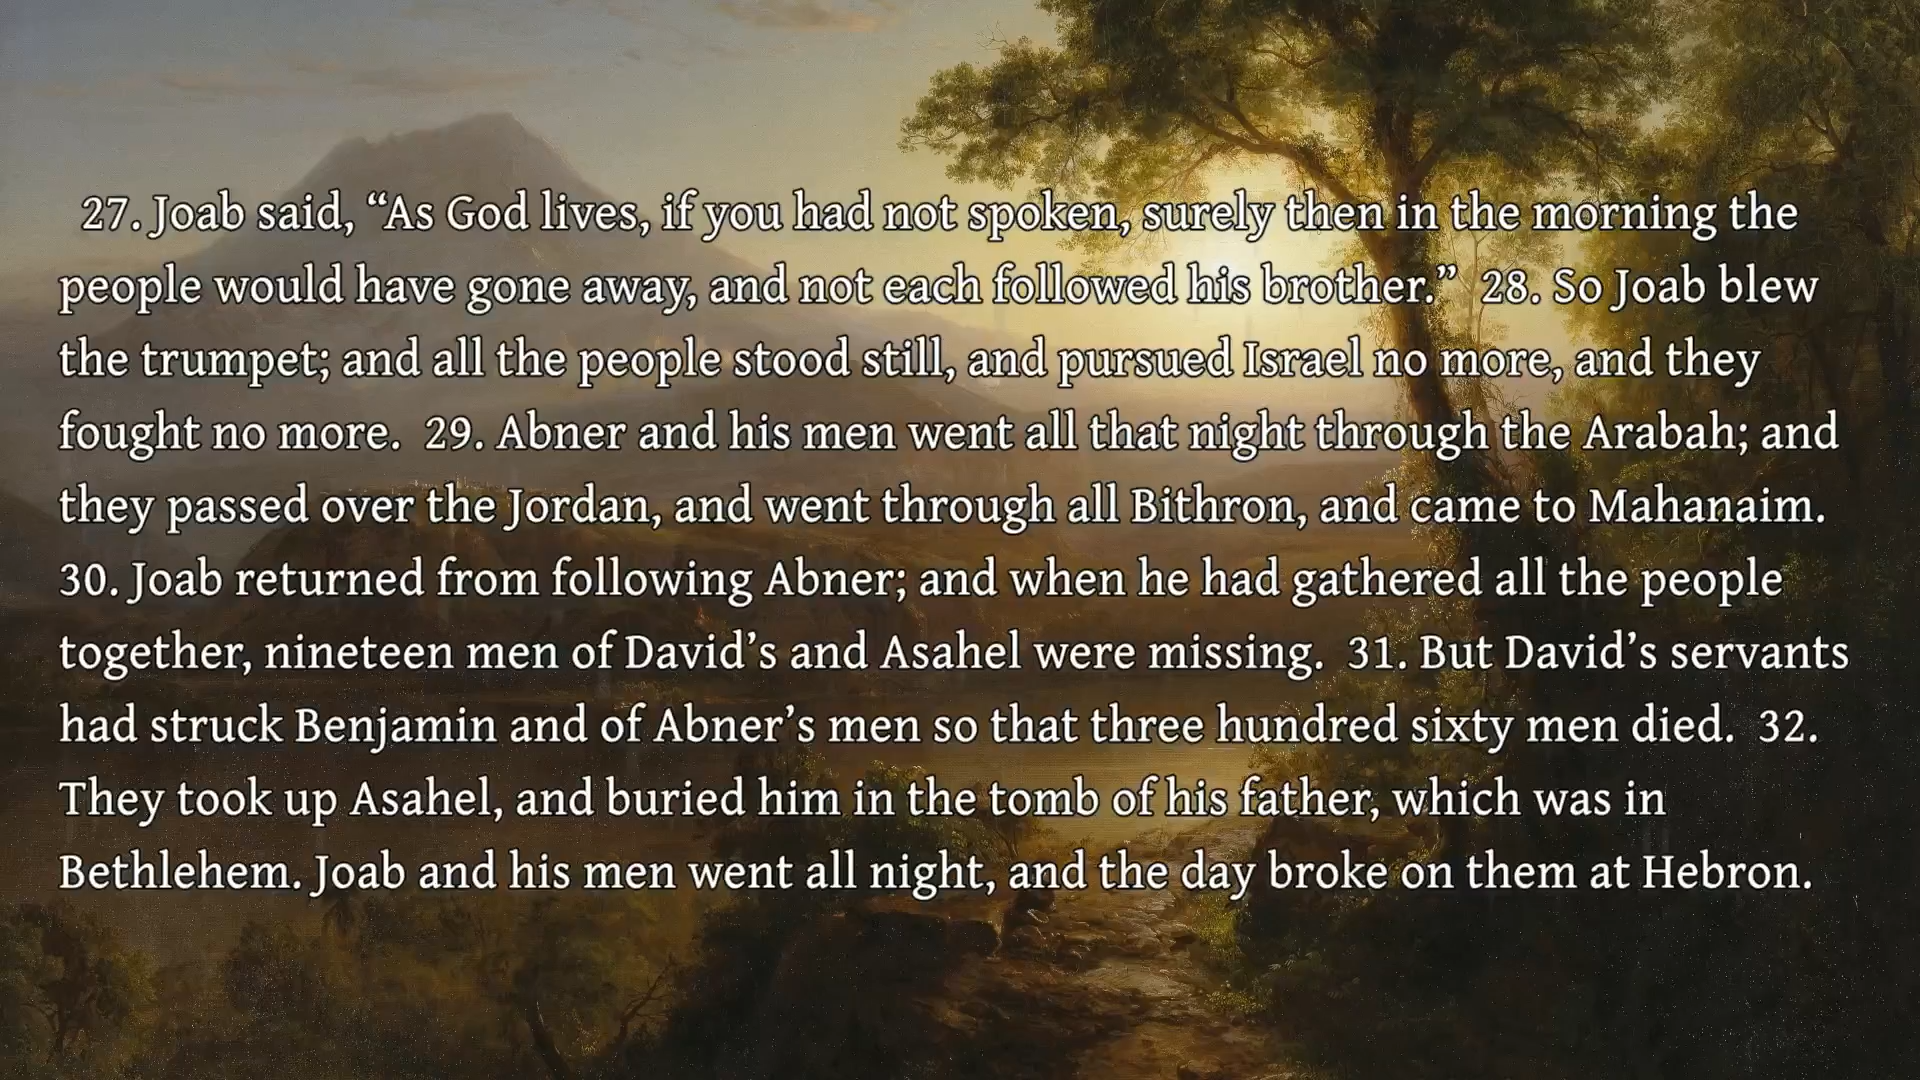 27. Joab said, “As God lives, if you had not spoken, surely then in the morning the
people would have gone away, and not each followed his brother.” 28. So Joab blew
the trumpet; and all the people stood still, and pursued Israel no more, and they
fought no more. 29. Abner and his men went all that night through the Arabah; and
they passed over the Jordan, and went through all Bithron, and came to Mahanaim.
30. Joab returned from following Abner; and when he had gathered all the people
together, nineteen men of David’s and Asahel were missing. 31. But David’s servants
had struck Benjamin and of Abner’s men so that three hundred sixty men died. 32.
They took up Asahel, and buried him in the tomb of his father, which was in
Bethlehem. Joab and his men went all night, and the day broke on them at Hebron.